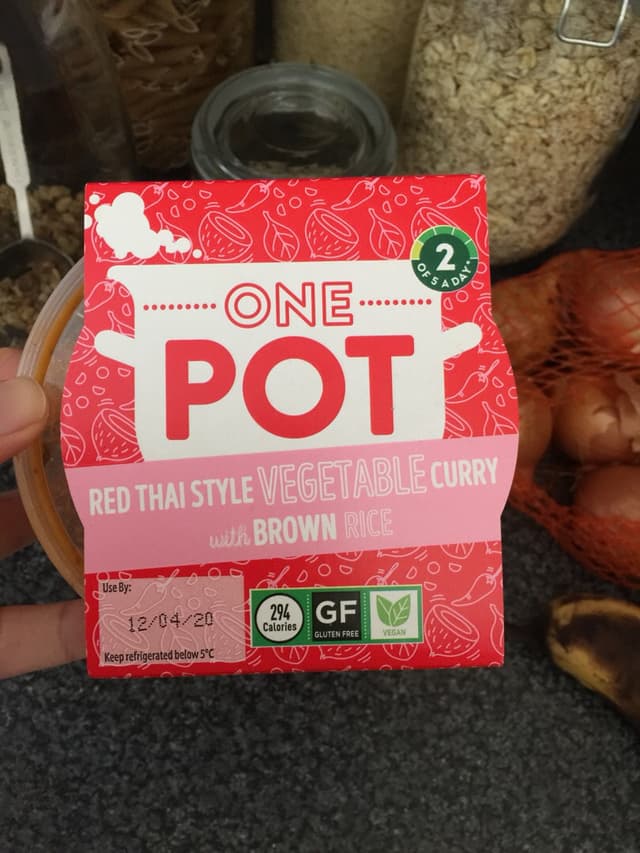 2
OF 5 A DAY*
ONE
POT
RED THAI STYLE VEGETABLE CURRY
with BROWN RICE
Use By:
12/04/20
Keep refrigerated below 5°C
294
Calories
GF
GLUTEN FREE
VEGAN